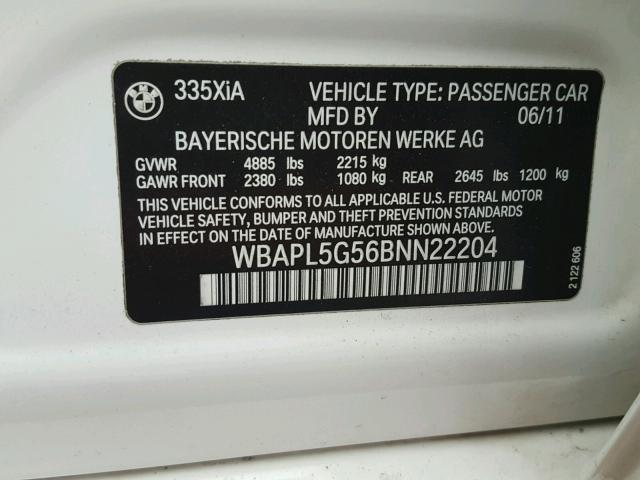 BMW
335XiA VEHICLE TYPE: PASSENGER CAR
MFD BY 06/11
BAYERISCHE MOTOREN WERKE AG
GVWR 4885 lbs 2215 kg
GAWR FRONT 2380 lbs 1080 kg REAR 2645 lbs 1200 kg
THIS VEHICLE CONFORMS TO ALL APPLICABLE U.S. FEDERAL MOTOR
VEHICLE SAFETY, BUMPER AND THEFT PREVENTION STANDARDS IN
EFFECT ON THE DATE OF MANUFACTURE SHOWN ABOVE.
WBAPL5G56BNN22204
2 122 606